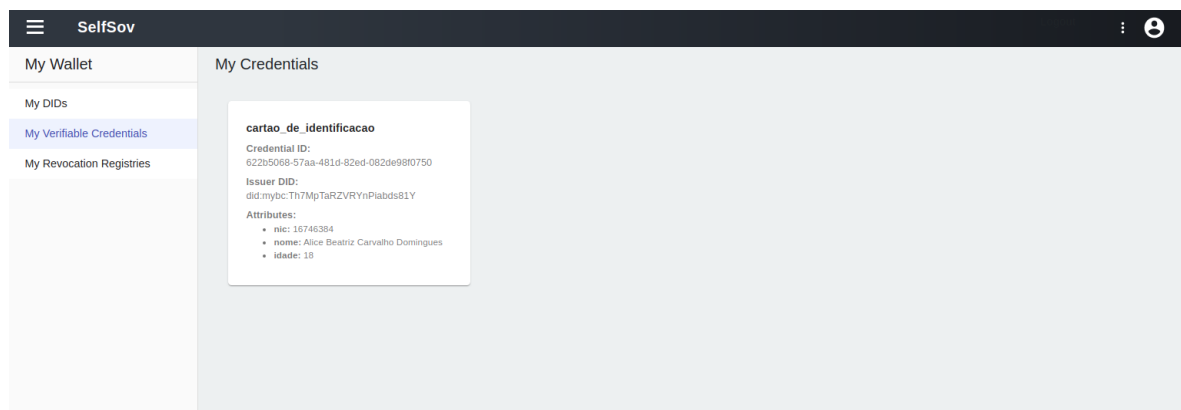 SelfSov
My Wallet
My DIDs
My Verifiable Credentials
My Revocation Registries
My Credentials
cartao_de_identificacao
Credential ID:
622b5068-57aa-481d-82ed-082de98f0750
Issuer DID:
did:mybc:Th7MpTaRZVRYnPiabds81Y
Attributes:
nic: 16746384
nome: Alice Beatriz Carvalho Domingues
idade: 18